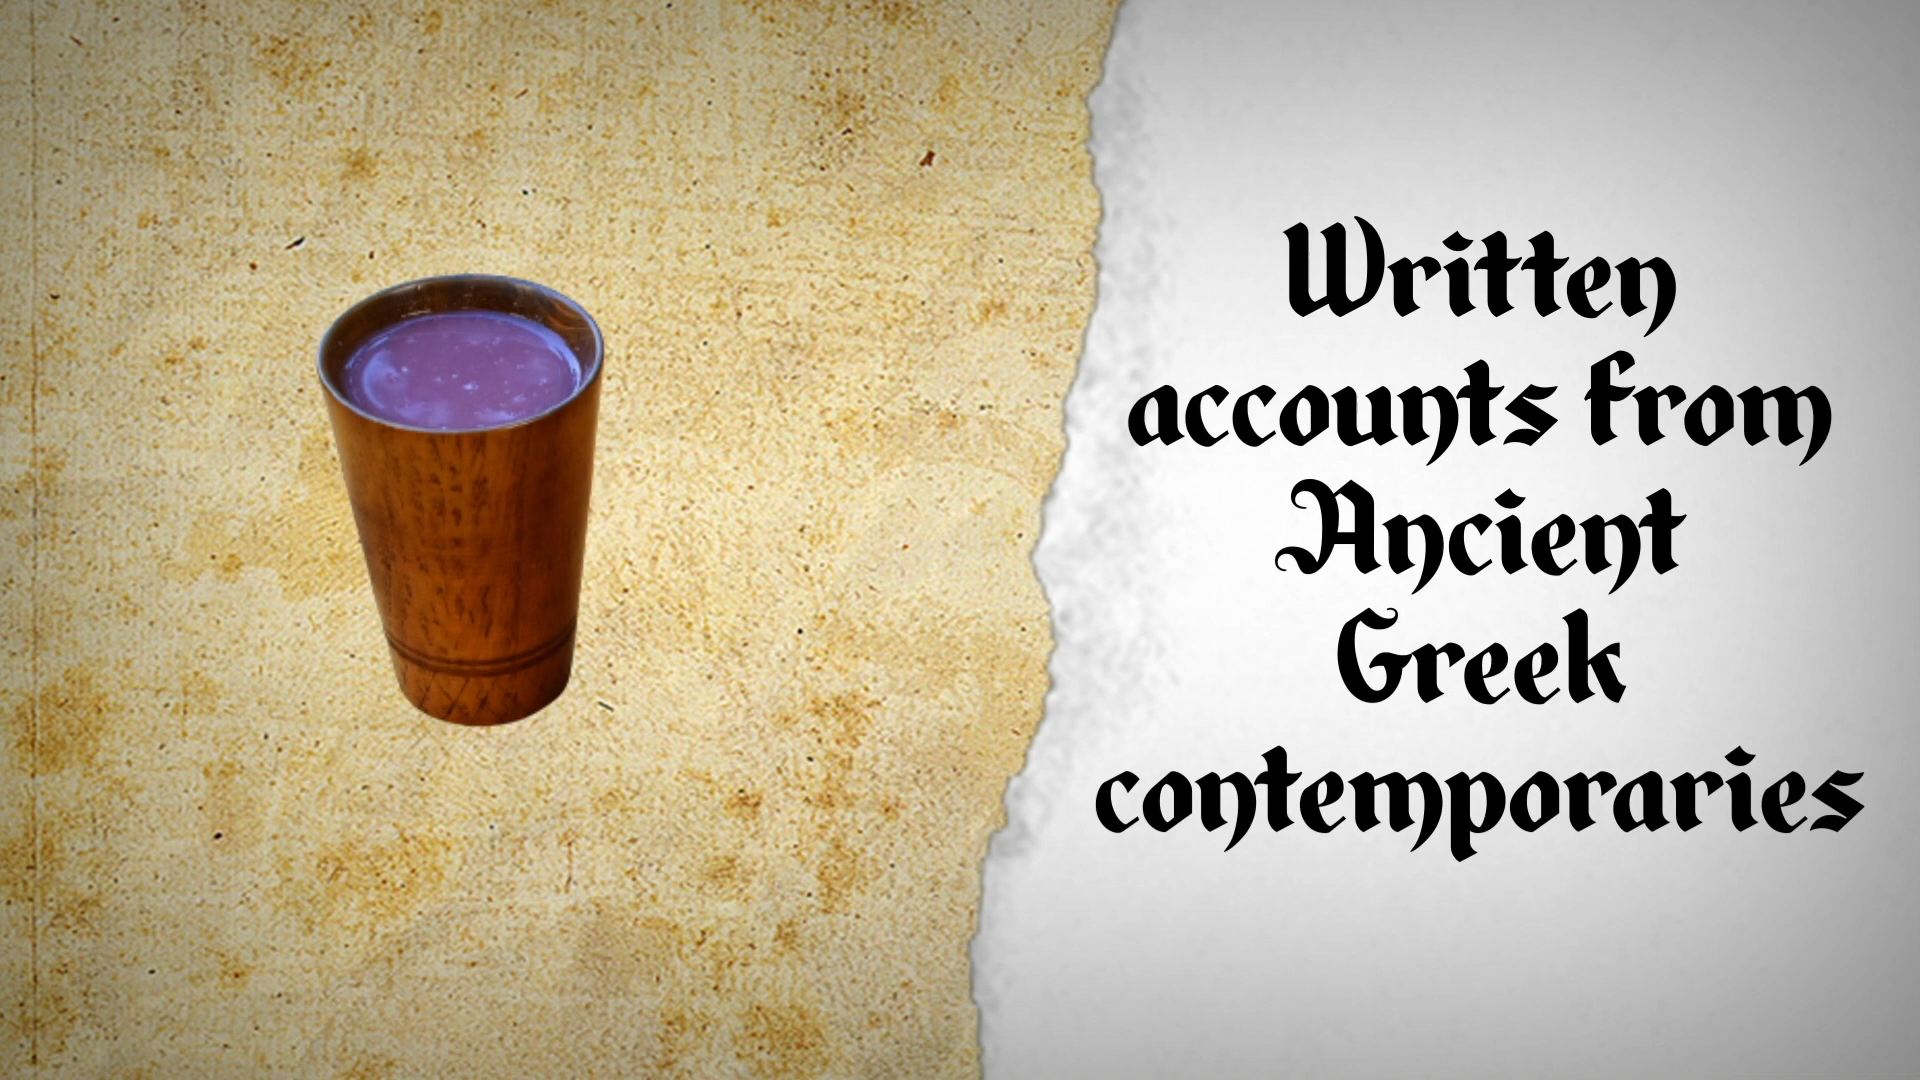 Written
accounts from
Ancient
Greek
contemporaries